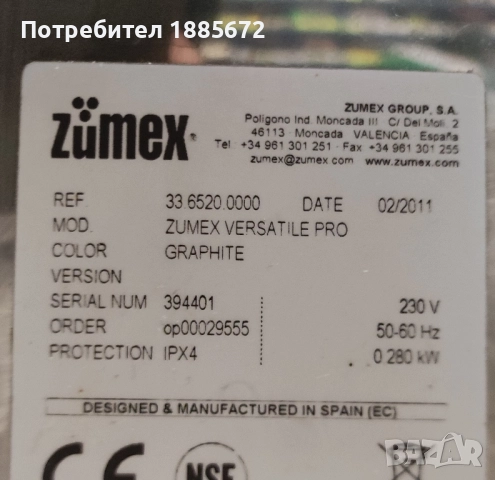 Потребител 1885672
zümex®
ZUMEX GROUP, S.A.
Poligono Ind. Moncada III C/ Del Moli 2
46113 · Moncada VALENCIA · España
Tel +34 961 301 251 · Fax +34 961 301 255
zumex@zumex.com www.zumex.com
REF. 33.6520.0000 DATE 02/2011
MOD. ZUMEX VERSATILE PRO
COLOR GRAPHITE
VERSION
SERIAL NUM 394401 230 V
ORDER op00029555 50-60 Hz
PROTECTION IPX4 0 280 kW
DESIGNED & MANUFACTURED IN SPAIN (EC)
CE NSF
БАЗАР